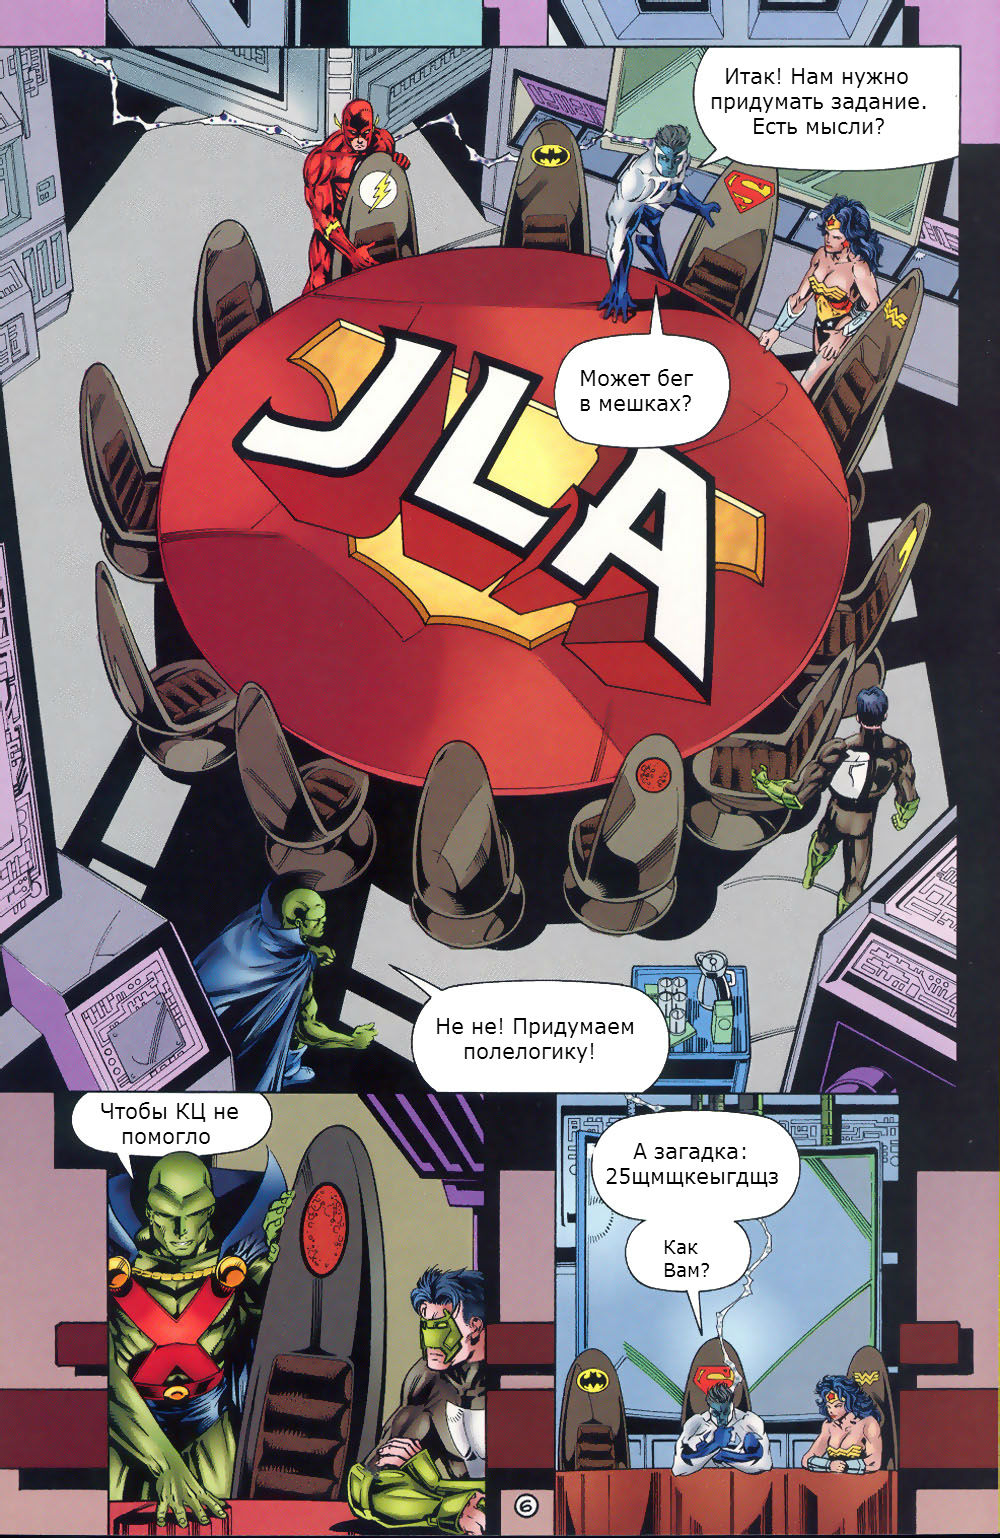 Итак! Нам нужно
придумать задание.
Есть мысли?
Может бег
в мешках?
JLA
Не не! Придумаем
полелогику!
Чтобы КЦ не
помогло
А загадка:
25щмщкеыгдщз
Как
Вам?
6